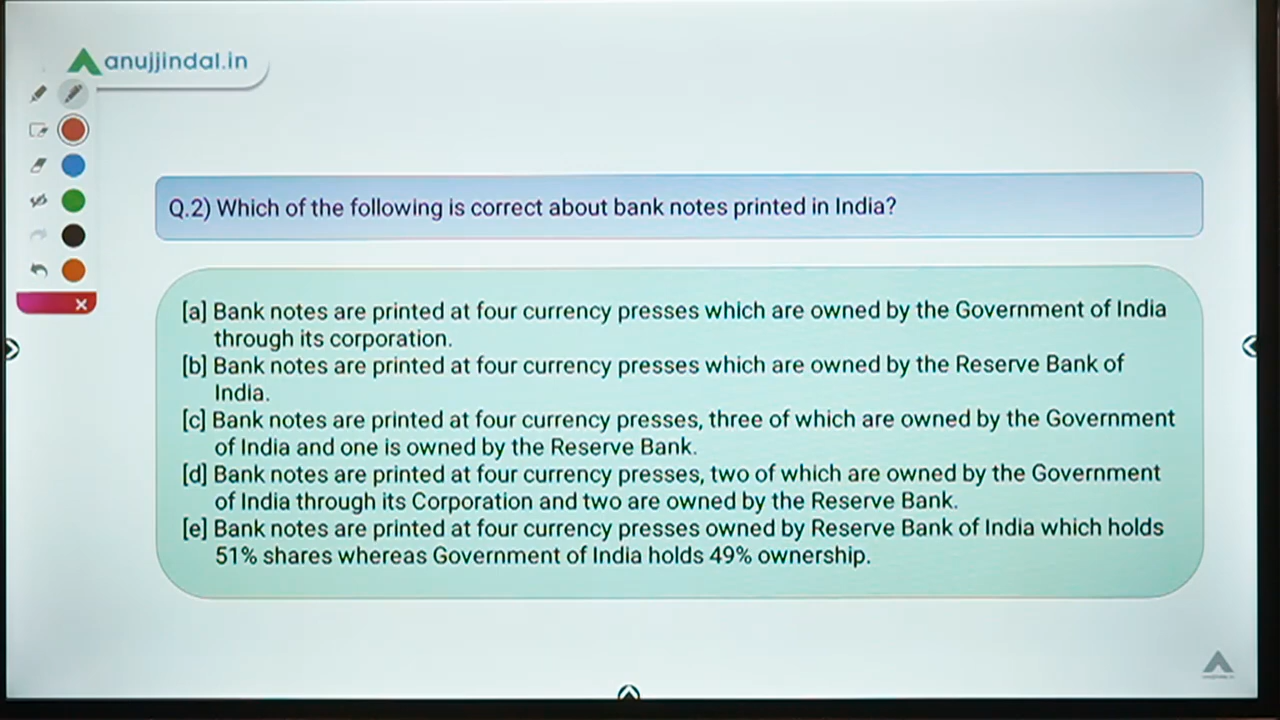 anujjindal.in
Q.2) Which of the following is correct about bank notes printed in India?
[a] Bank notes are printed at four currency presses which are owned by the Government of India
through its corporation.
[b] Bank notes are printed at four currency presses which are owned by the Reserve Bank of
India.
[c] Bank notes are printed at four currency presses, three of which are owned by the Government
of India and one is owned by the Reserve Bank.
[d] Bank notes are printed at four currency presses, two of which are owned by the Government
of India through its Corporation and two are owned by the Reserve Bank.
[e] Bank notes are printed at four currency presses owned by Reserve Bank of India which holds
51% shares whereas Government of India holds 49% ownership.